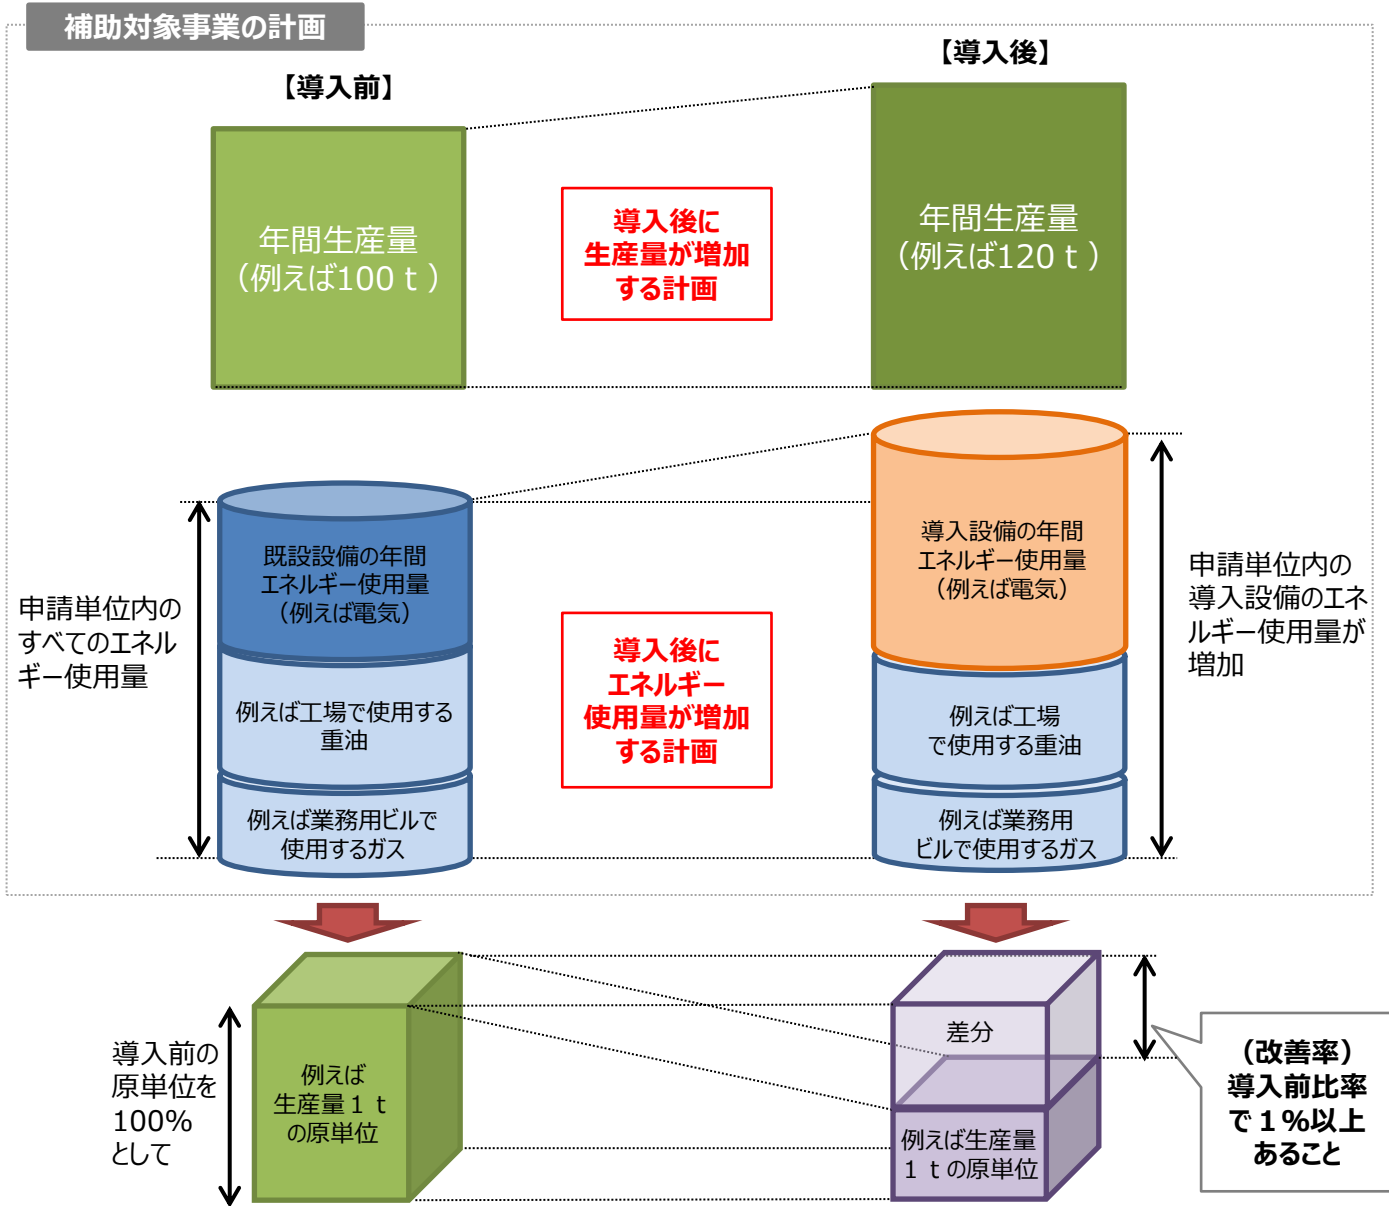 補助対象事業の計画
【導入前】
【導入後】
年間生産量
（例えば100ｔ）
導入後に
生産量が増加
する計画
年間生産量
（例えば120ｔ）
申請単位内の
すべてのエネル
ギー使用量
既設設備の年間
エネルギー使用量
（例えば電気）
例えば工場で使用する
重油
例えば業務用ビルで
使用するガス
導入後に
エネルギー
使用量が増加
する計画
導入設備の年間
エネルギー使用量
（例えば電気）
例えば工場
で使用する重油
例えば業務用
ビルで使用するガス
申請単位内の
導入設備のエネ
ルギー使用量が
増加
導入前の
原単位を
100%
として
例えば
生産量１ｔ
の原単位
差分
例えば生産量
１ｔの原単位
（改善率）
導入前比率
で１％以上
あること